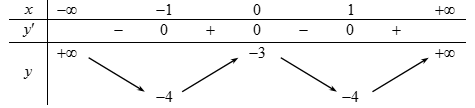 x −∞ −1 0 1 +∞
y′ − 0 + 0 − 0 +
+∞ −3 +∞
y
−4 −4